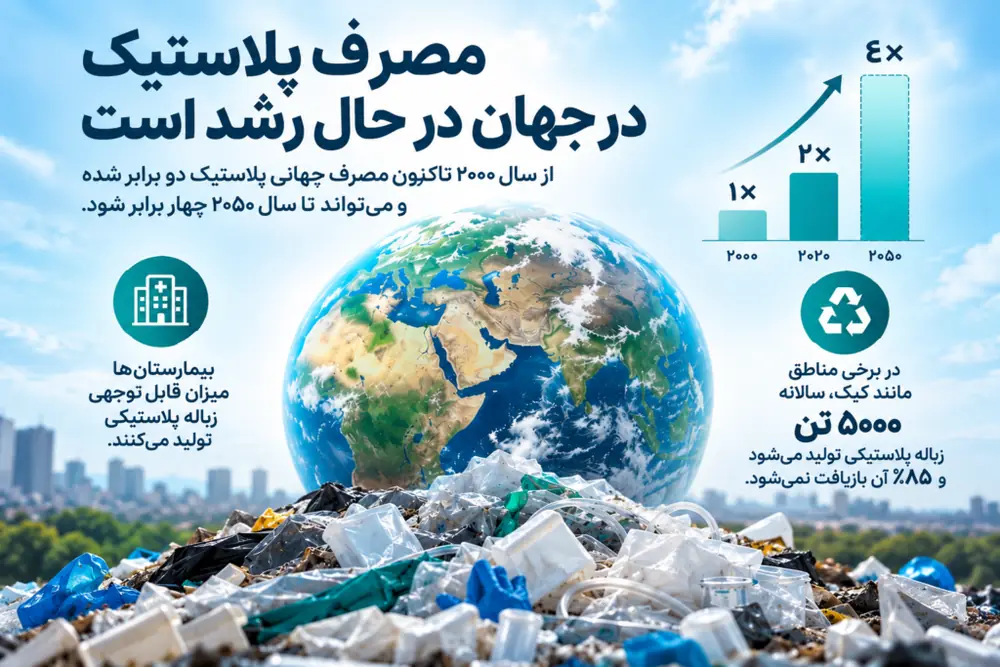 مصرف پلاستیک
در جهان در حال رشد است
از سال ۲۰۰۰ تاکنون مصرف چهانی پلاستیک دو برابر شده
و می‌تواند تا سال ۲۰۵۰ چهار برابر شود.
۱×
۲×
٤×
۲۰۰۰
۲۰۲۰
۲۰۵۰
در برخی مناطق
مانند کیک، سالانه
۵۰۰۰ تن
زباله پلاستیکی تولید می‌شود
و ۸۵٪ آن بازیافت نمی‌شود.
بیمارستان‌ها
میزان قابل توجهی
زباله پلاستیکی
تولید می‌کنند.